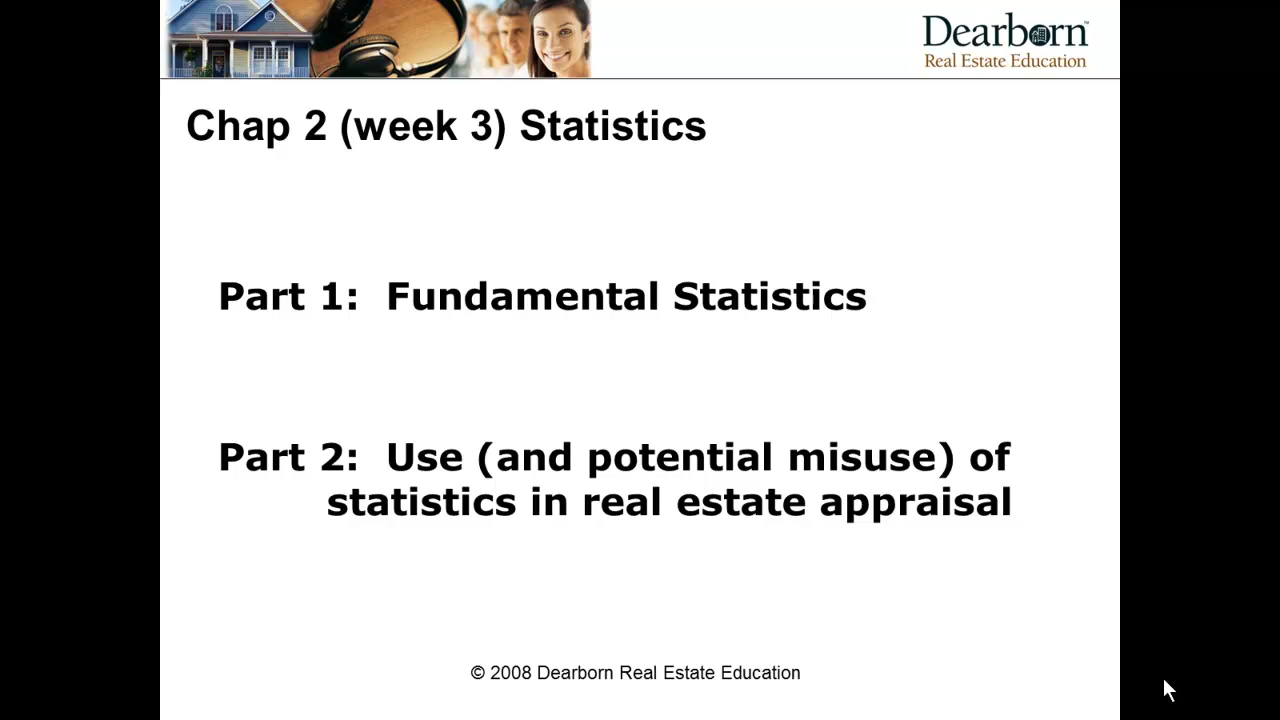 Dearborn™
Real Estate Education
Chap 2 (week 3) Statistics
Part 1: Fundamental Statistics
Part 2: Use (and potential misuse) of
statistics in real estate appraisal
© 2008 Dearborn Real Estate Education